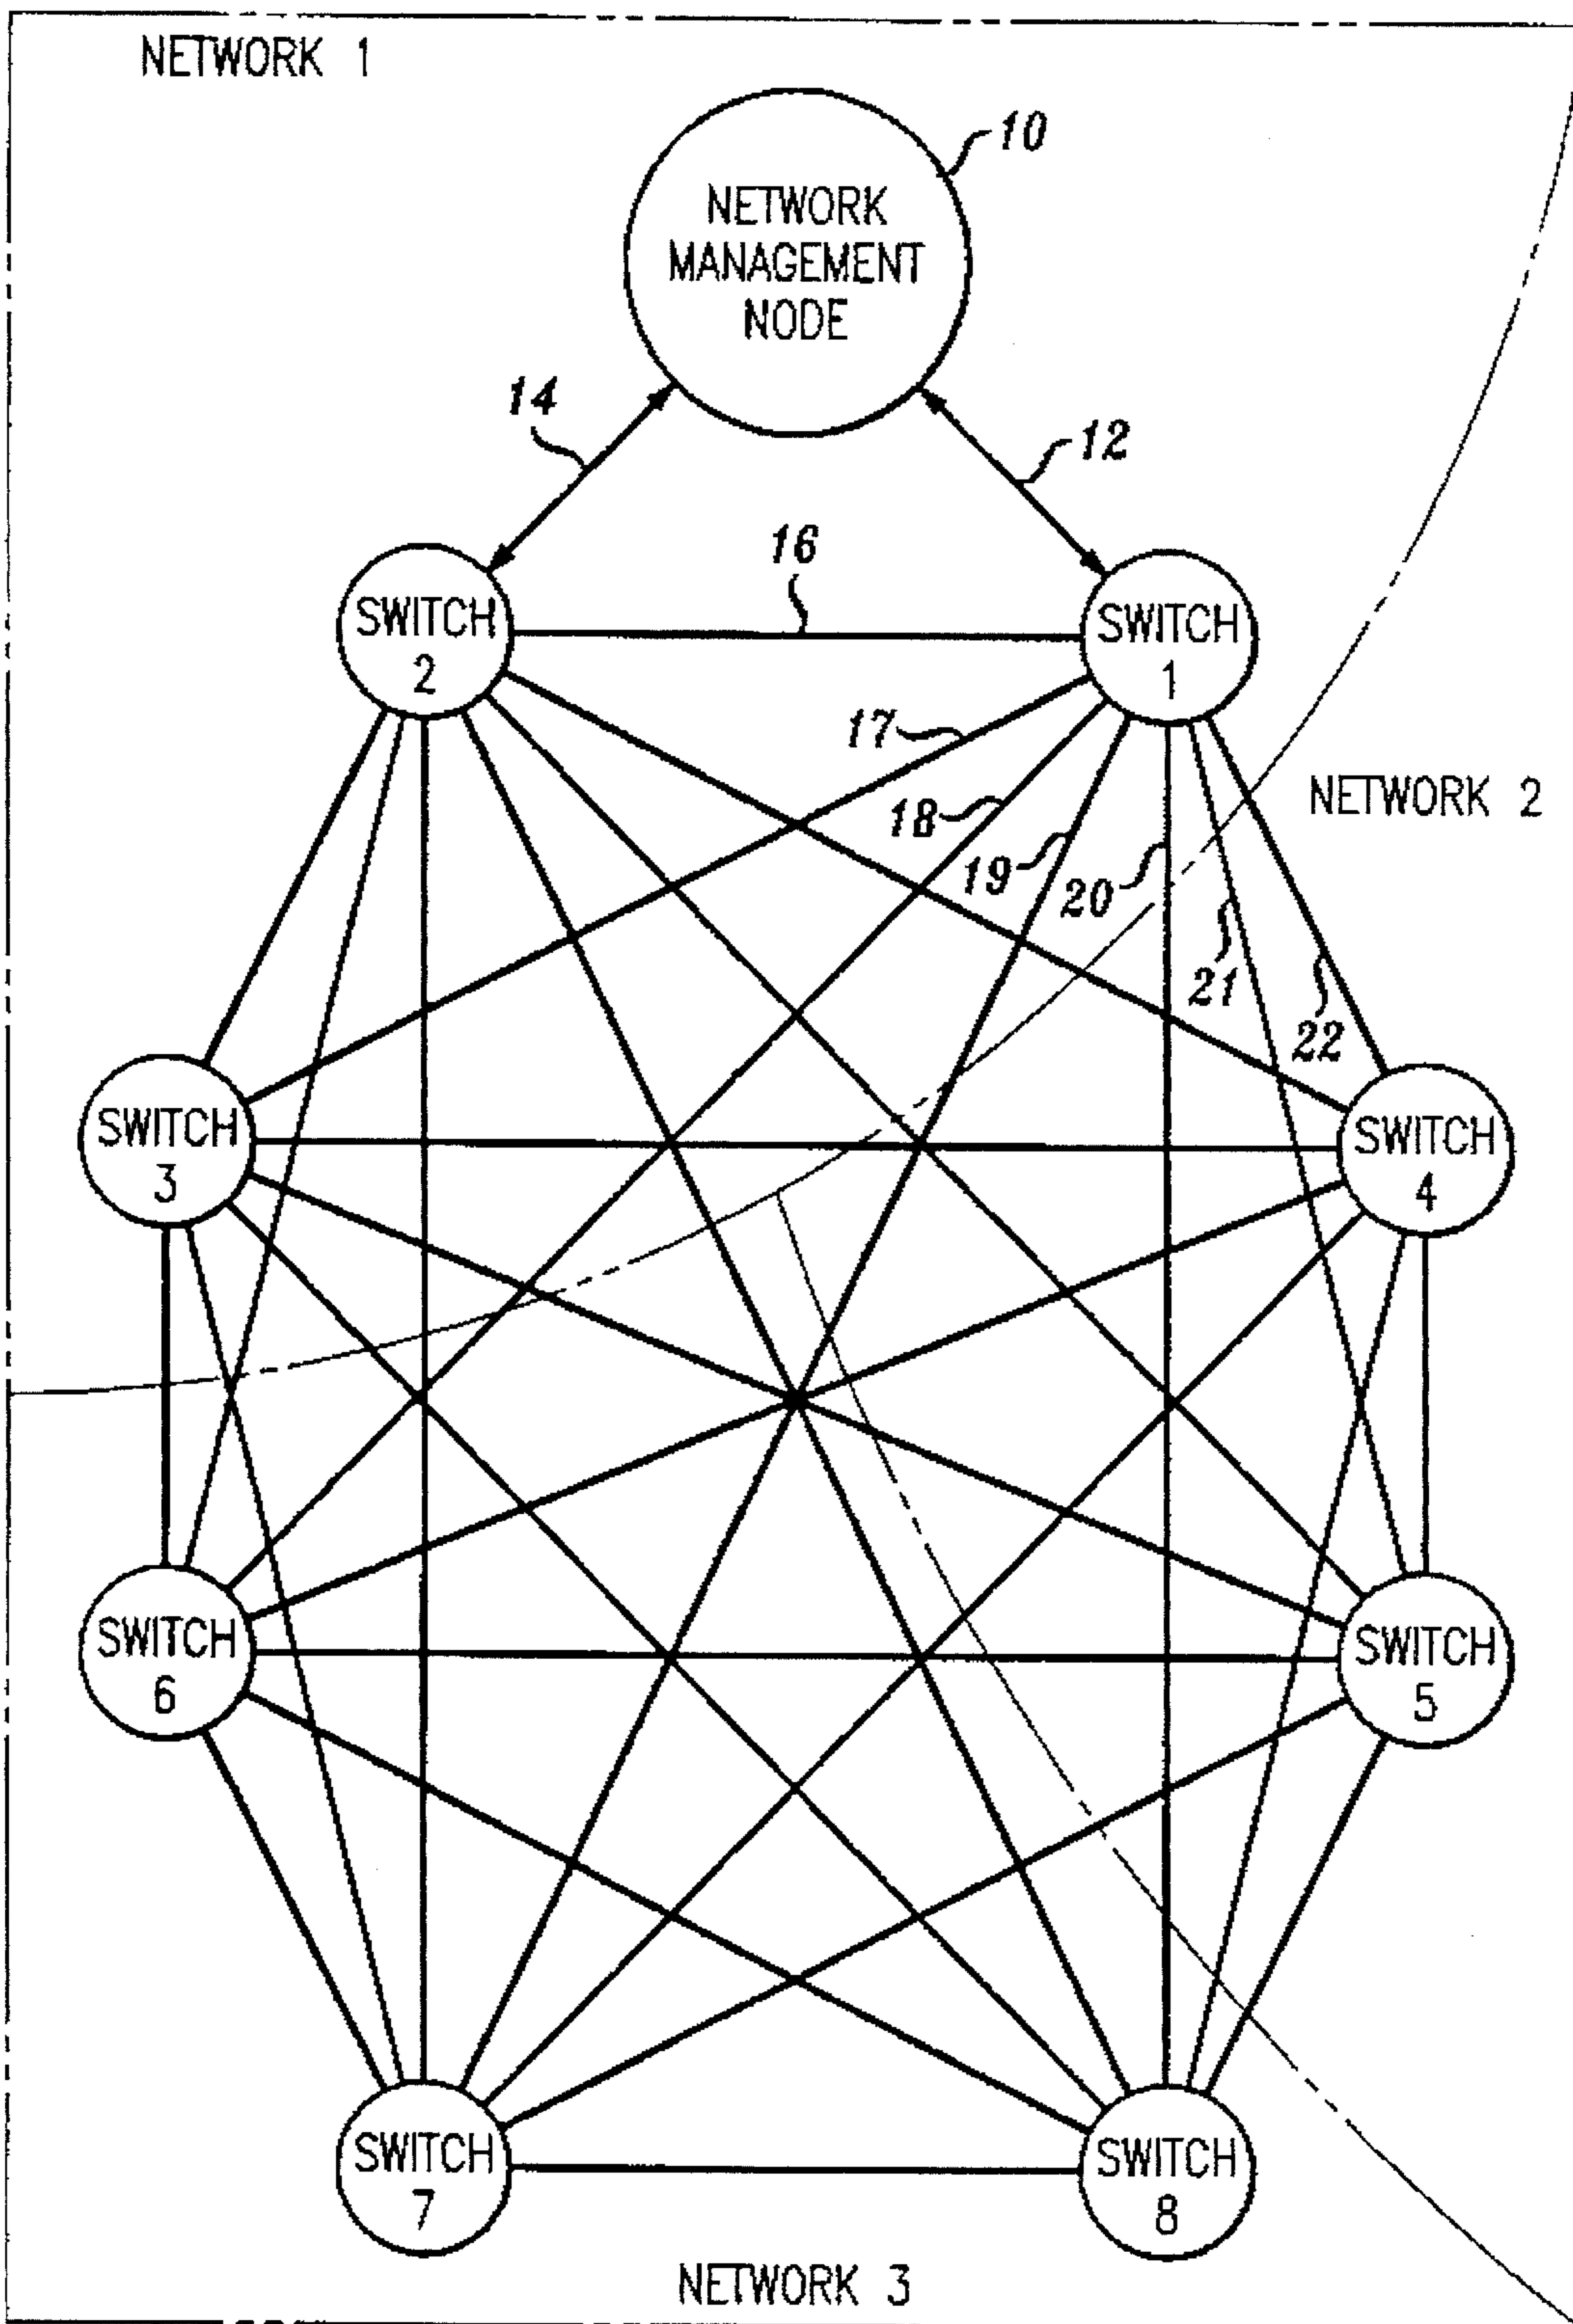 NETWORK 1
10
NETWORK
MANAGEMENT
NODE
14
12
16
SWITCH
2
SWITCH
1
17
18
19
20
21
22
NETWORK 2
SWITCH
3
SWITCH
4
SWITCH
6
SWITCH
5
SWITCH
7
SWITCH
8
NETWORK 3